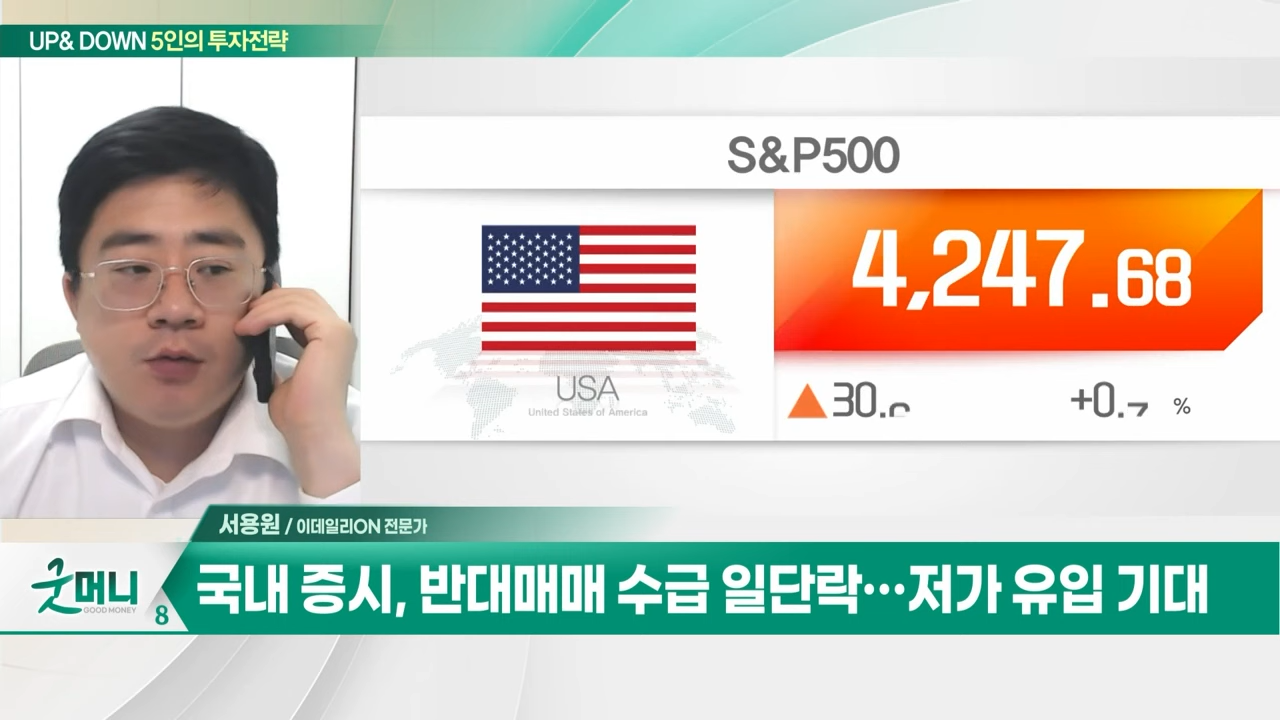 UP& DOWN 5인의 투자전략
S&P500
4,247.68
USA
United States of America
▲30.
+0. %
서용원 / 이데일리ON 전문가
굿머니
GOOD MONEY
8
국내 증시, 반대매매 수급 일단락…저가 유입 기대